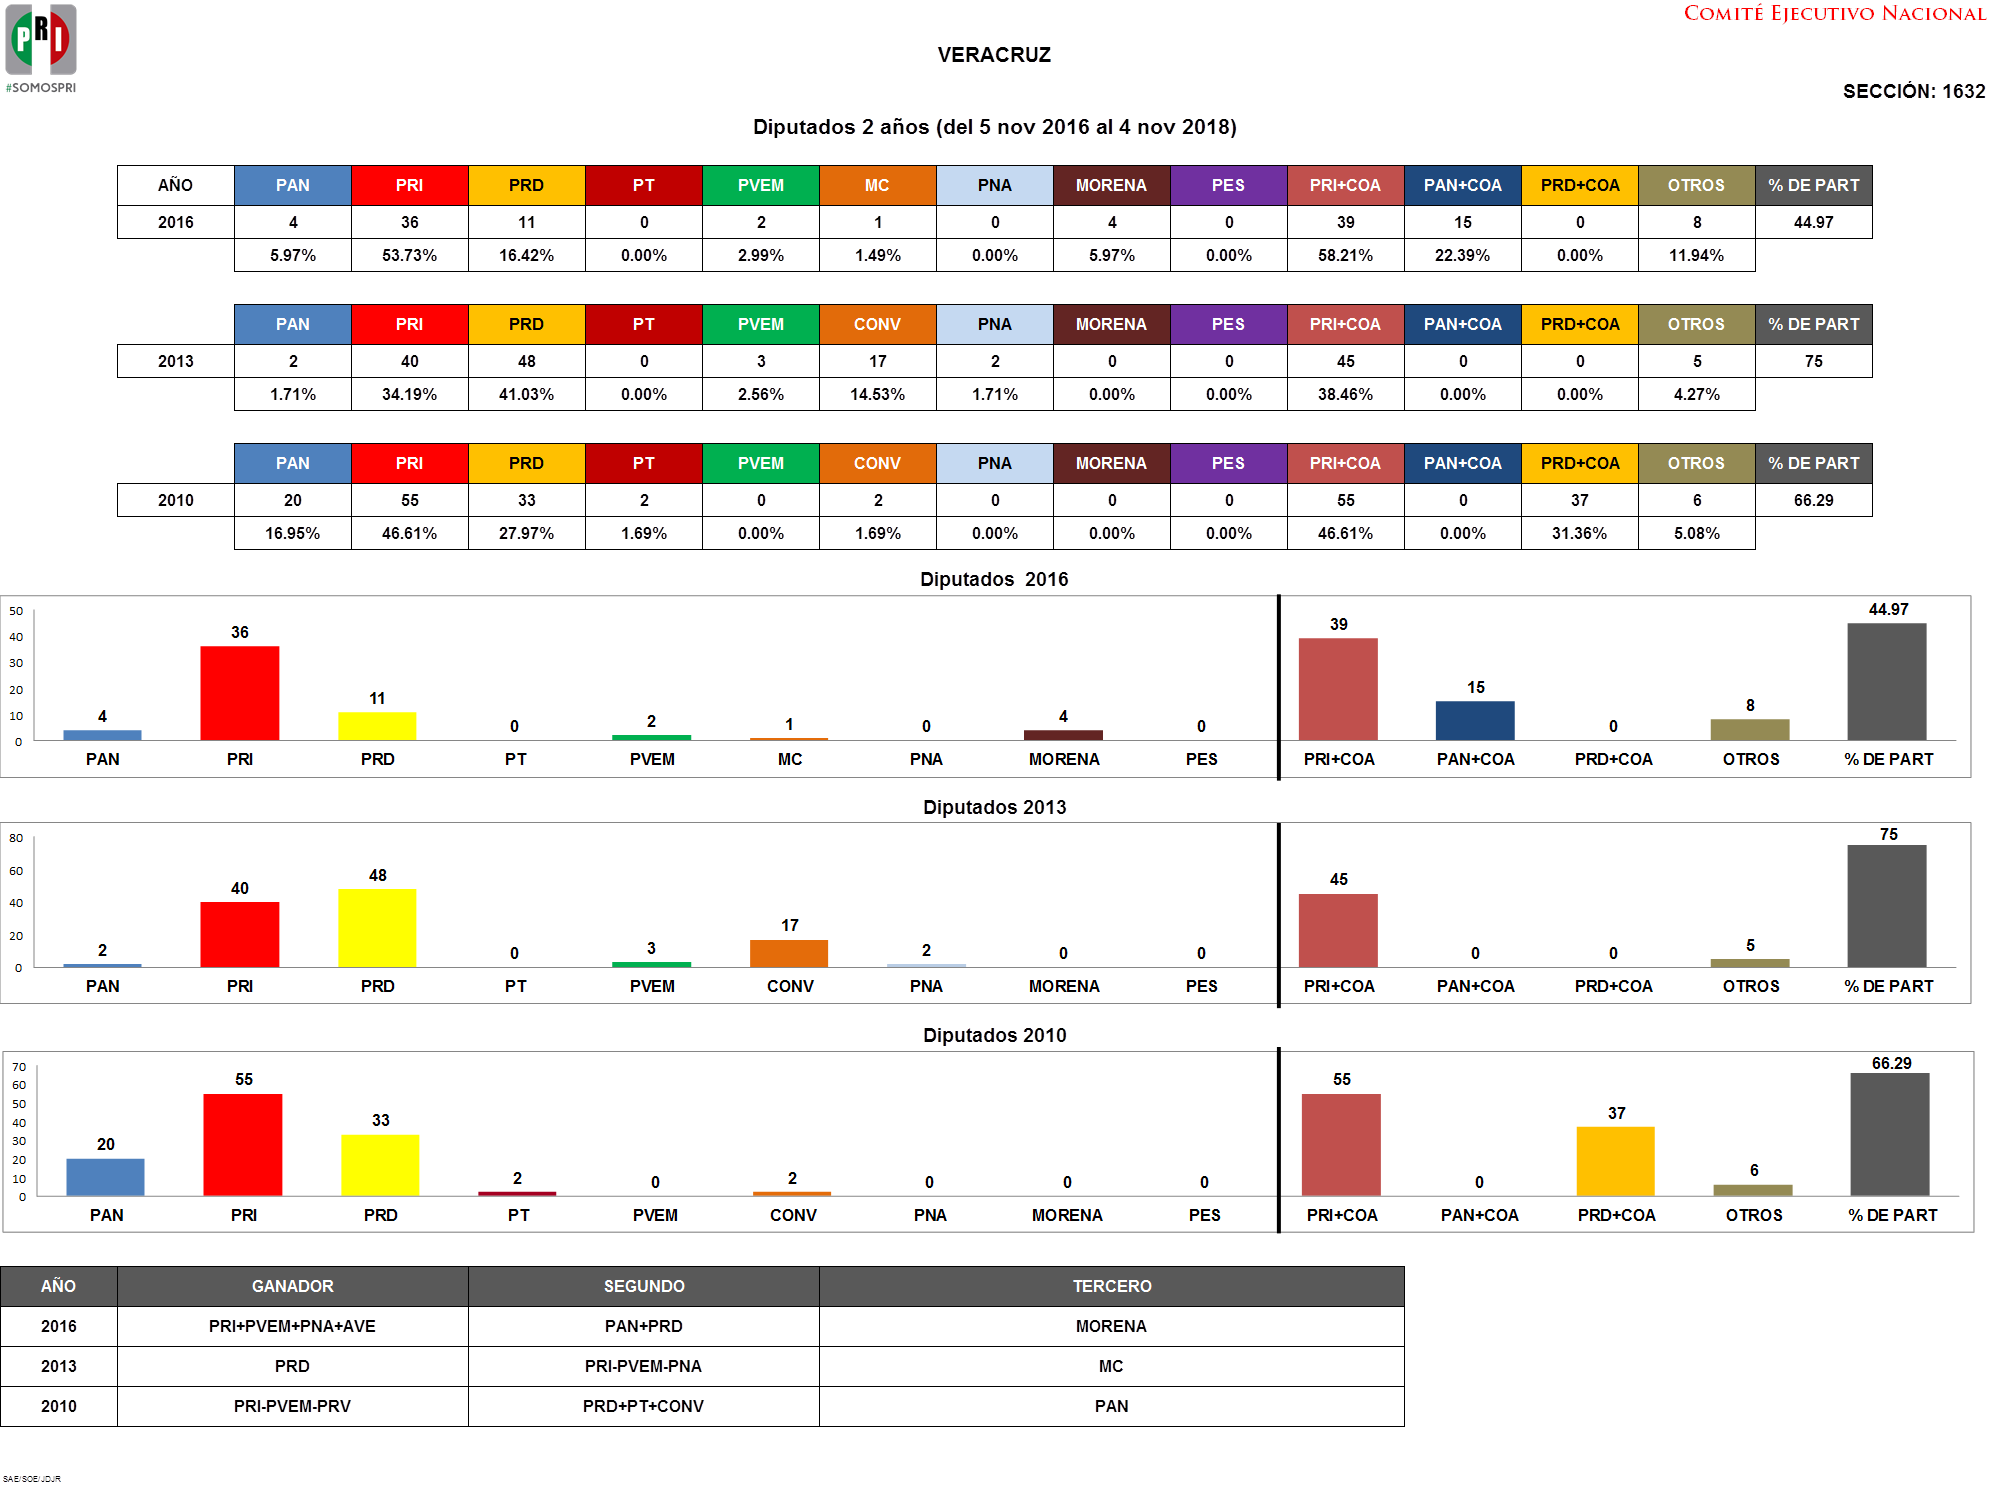 PRI
#SOMOSPRI
COMITÉ EJECUTIVO NACIONAL
VERACRUZ
SECCIÓN: 1632
Diputados 2 años (del 5 nov 2016 al 4 nov 2018)
AÑO PAN PRI PRD PT PVEM MC PNA MORENA PES PRI+COA PAN+COA PRD+COA OTROS % DE PART
2016 4 36 11 0 2 1 0 4 0 39 15 0 8 44.97
5.97% 53.73% 16.42% 0.00% 2.99% 1.49% 0.00% 5.97% 0.00% 58.21% 22.39% 0.00% 11.94%
PAN PRI PRD PT PVEM CONV PNA MORENA PES PRI+COA PAN+COA PRD+COA OTROS % DE PART
2013 2 40 48 0 3 17 2 0 0 45 0 0 5 75
1.71% 34.19% 41.03% 0.00% 2.56% 14.53% 1.71% 0.00% 0.00% 38.46% 0.00% 0.00% 4.27%
PAN PRI PRD PT PVEM CONV PNA MORENA PES PRI+COA PAN+COA PRD+COA OTROS % DE PART
2010 20 55 33 2 0 2 0 0 0 55 0 37 6 66.29
16.95% 46.61% 27.97% 1.69% 0.00% 1.69% 0.00% 0.00% 0.00% 46.61% 0.00% 31.36% 5.08%
Diputados 2016
50
40
30
20
10
0
4 36 11 0 2 1 0 4 0 39 15 0 8 44.97
PAN PRI PRD PT PVEM MC PNA MORENA PES PRI+COA PAN+COA PRD+COA OTROS % DE PART
Diputados 2013
80
60
40
20
0
2 40 48 0 3 17 2 0 0 45 0 0 5 75
PAN PRI PRD PT PVEM CONV PNA MORENA PES PRI+COA PAN+COA PRD+COA OTROS % DE PART
Diputados 2010
70
60
50
40
30
20
10
0
20 55 33 2 0 2 0 0 0 55 0 37 6 66.29
PAN PRI PRD PT PVEM CONV PNA MORENA PES PRI+COA PAN+COA PRD+COA OTROS % DE PART
AÑO GANADOR SEGUNDO TERCERO
2016 PRI+PVEM+PNA+AVE PAN+PRD MORENA
2013 PRD PRI-PVEM-PNA MC
2010 PRI-PVEM-PRV PRD+PT+CONV PAN
SAE/SOE/JDJR